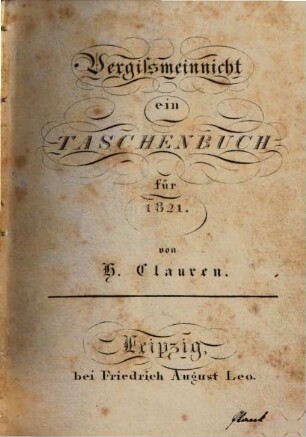 Vergißmeinnicht
ein
TASCHENBUCH
für
1821.
von
H. Clauren.
Leipzig,
bei Friedrich August Leo.